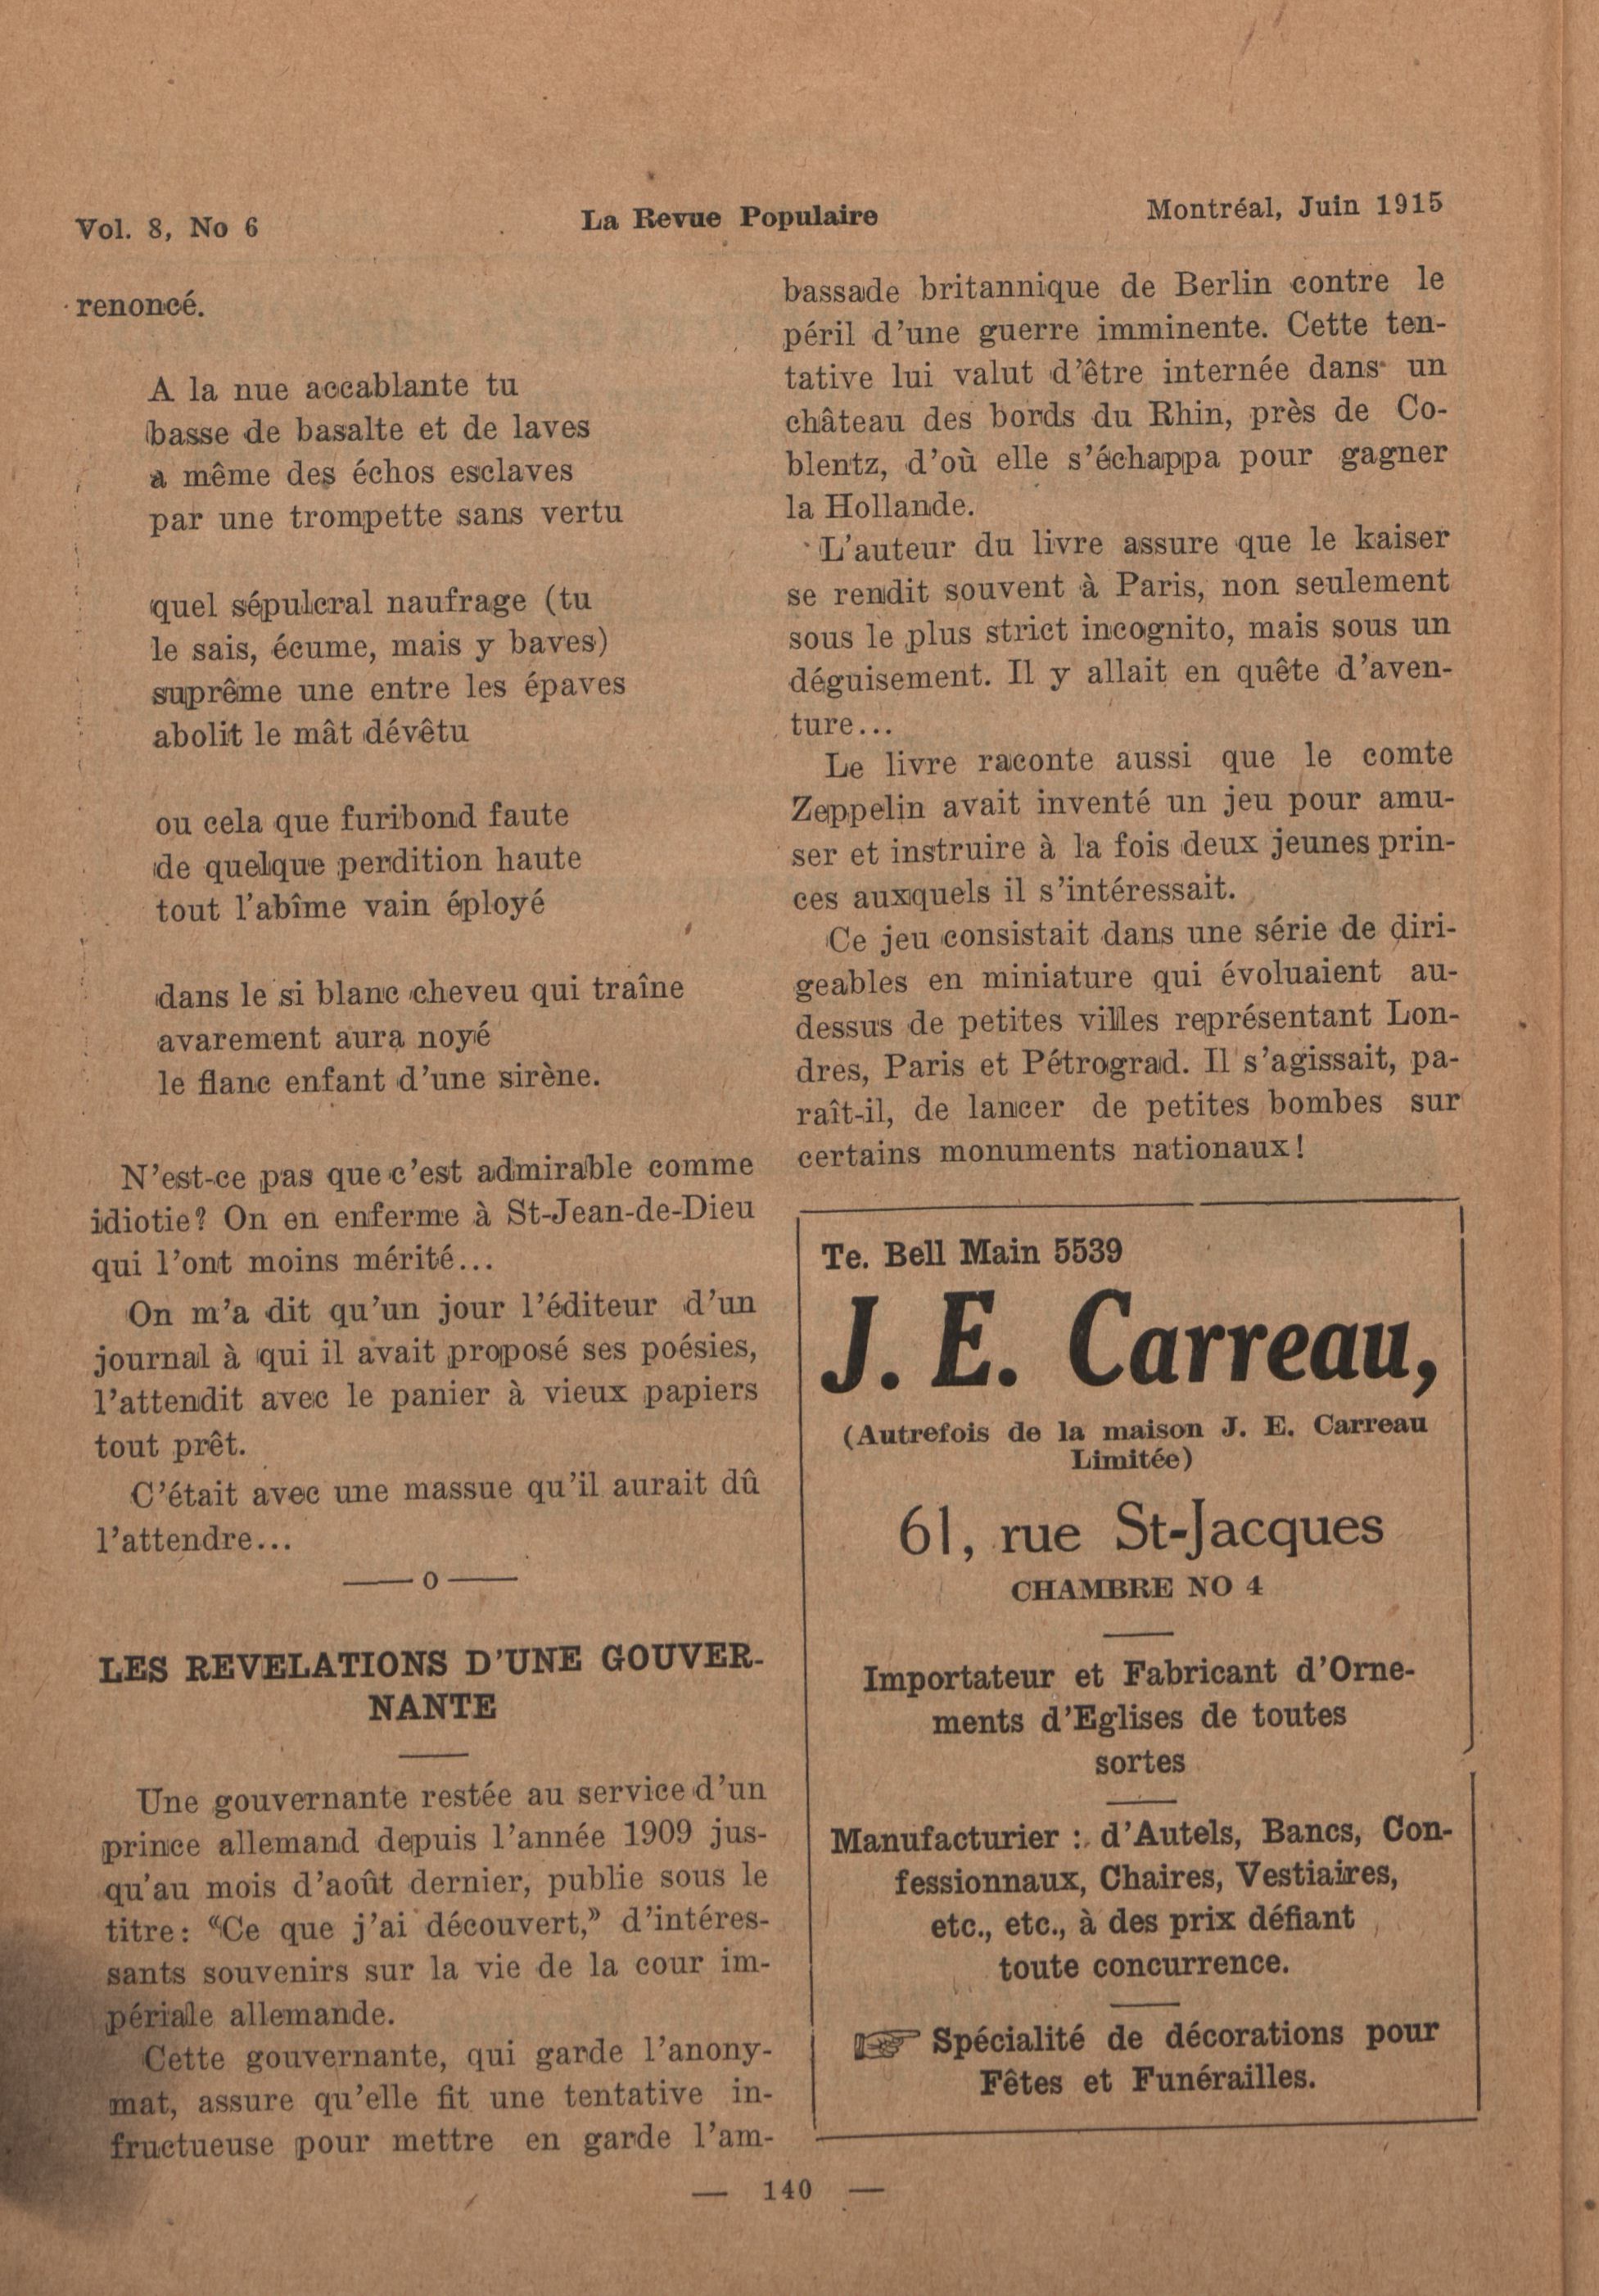 Vol. 8, No 6
La Revue Populaire
Montréal, Juin 1915
renoncé.
A la nue accablante tu
basse de basalte et de laves
a même des échos esclaves
par une trompette sans vertu
quel sépulcral naufrage (tu
le sais, écume, mais y baves)
suprême une entre les épaves
abolit le mât dévêtu
ou cela que furibond faute
de quelque perdition haute
tout l'abîme vain éployé
dans le si blanc cheveu qui traîne
avarement aura noyé
le flanc enfant d'une sirène.
N'est-ce pas que c'est admirable comme
idiotie? On en enferme à St-Jean-de-Dieu
qui l'ont moins mérité...
On m'a dit qu'un jour l'éditeur d'un
journal à qui il avait proposé ses poésies,
l'attendit avec le panier à vieux papiers
tout prêt.
C'était avec une massue qu'il aurait dû
l'attendre...
—— o ——
LES REVELATIONS D'UNE GOUVER-
NANTE
Une gouvernante restée au service d'un
prince allemand depuis l'année 1909 jus-
qu'au mois d'août dernier, publie sous le
titre: “Ce que j'ai découvert,” d'intéres-
sants souvenirs sur la vie de la cour im-
périale allemande.
Cette gouvernante, qui garde l'anony-
mat, assure qu'elle fit une tentative in-
fructueuse pour mettre en garde l'am-
bassade britannique de Berlin contre le
péril d'une guerre imminente. Cette ten-
tative lui valut d'être internée dans un
château des bords du Rhin, près de Co-
blentz, d'où elle s'échappa pour gagner
la Hollande.
L'auteur du livre assure que le kaiser
se rendit souvent à Paris, non seulement
sous le plus strict incognito, mais sous un
déguisement. Il y allait en quête d'aven-
ture...
Le livre raconte aussi que le comte
Zeppelin avait inventé un jeu pour amu-
ser et instruire à la fois deux jeunes prin-
ces auxquels il s'intéressait.
Ce jeu consistait dans une série de diri-
geables en miniature qui évoluaient au-
dessus de petites villes représentant Lon-
dres, Paris et Pétrograd. Il s'agissait, pa-
raît-il, de lancer de petites bombes sur
certains monuments nationaux!
Te. Bell Main 5539
J. E. Carreau,
(Autrefois de la maison J. E. Carreau
Limitée)
61, rue St-Jacques
CHAMBRE NO 4
Importateur et Fabricant d'Orne-
ments d'Eglises de toutes
sortes
Manufacturier : d'Autels, Bancs, Con-
fessionnaux, Chaires, Vestiaires,
etc., etc., à des prix défiant
toute concurrence.
☞ Spécialité de décorations pour
Fêtes et Funérailles.
— 140 —